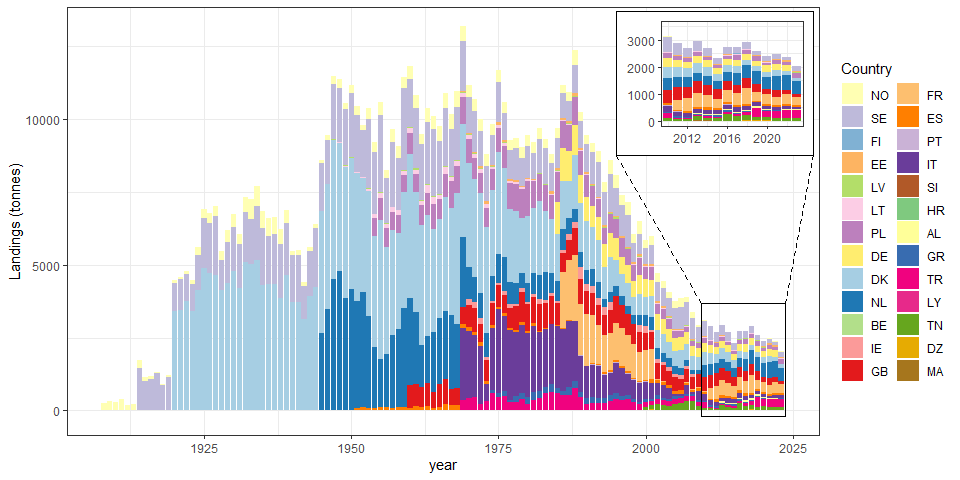 Landings (tonnes)
10000
5000
0
1925
1950
1975
2000
2025
year
3000
2000
1000
0
2012
2016
2020
Country
NO FR
SE ES
FI PT
EE IT
LV SI
LT HR
PL AL
DE GR
DK TR
NL LY
BE TN
IE DZ
GB MA